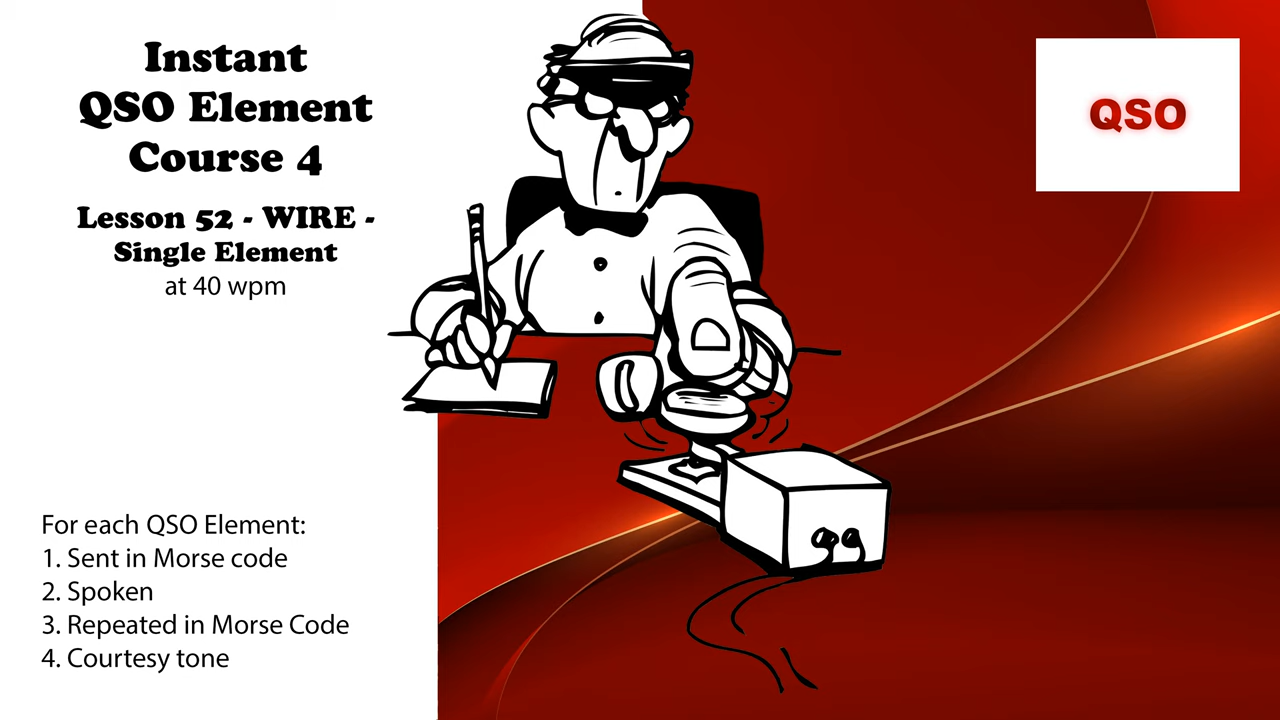 Instant
QSO Element
Course 4
Lesson 52 - WIRE -
Single Element
at 40 wpm
QSO
For each QSO Element:
1. Sent in Morse code
2. Spoken
3. Repeated in Morse Code
4. Courtesy tone